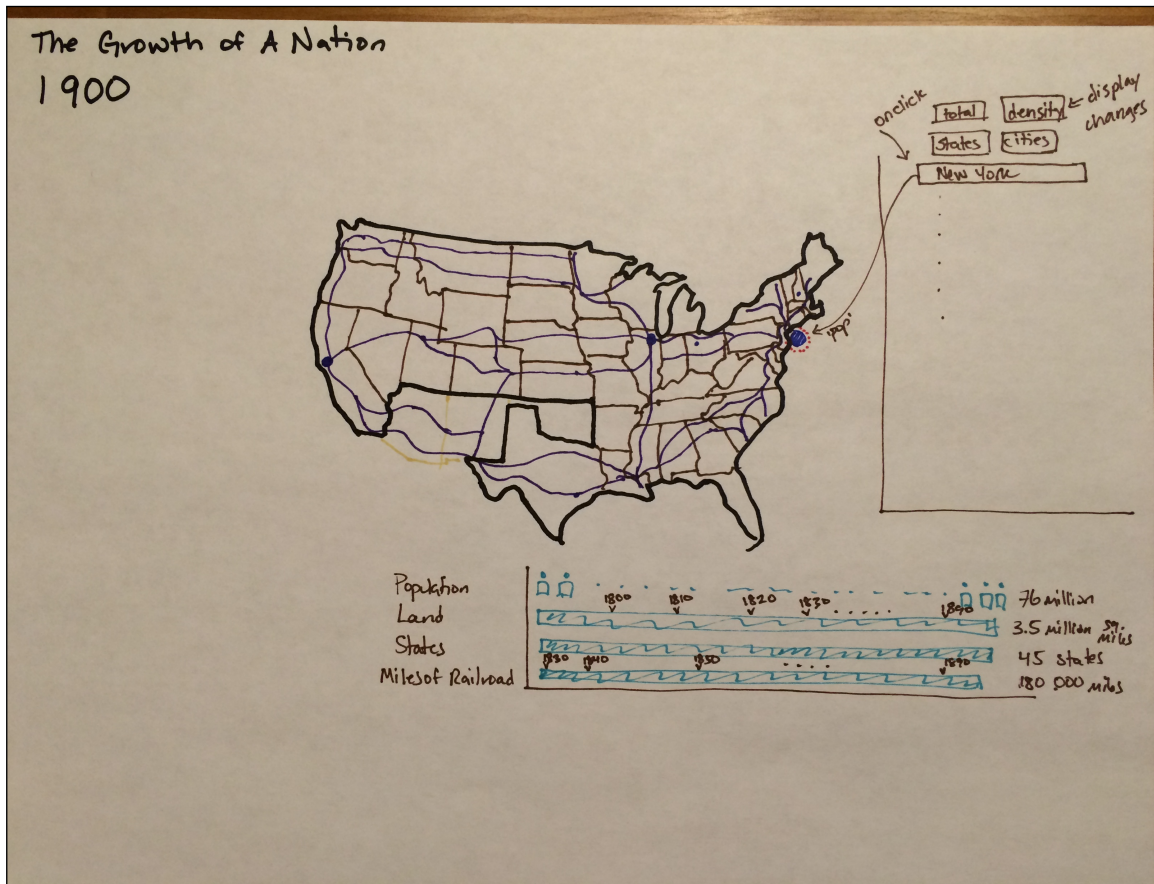 The Growth of A Nation
1900
onclick
total density display
changes
states cities
New York
'pop'
Population 76 million
1800 1810 1820 1830 1890
Land 3.5 million sq. miles
States 45 states
1830 1840 1850 1890
Miles of Railroad 180 000 miles